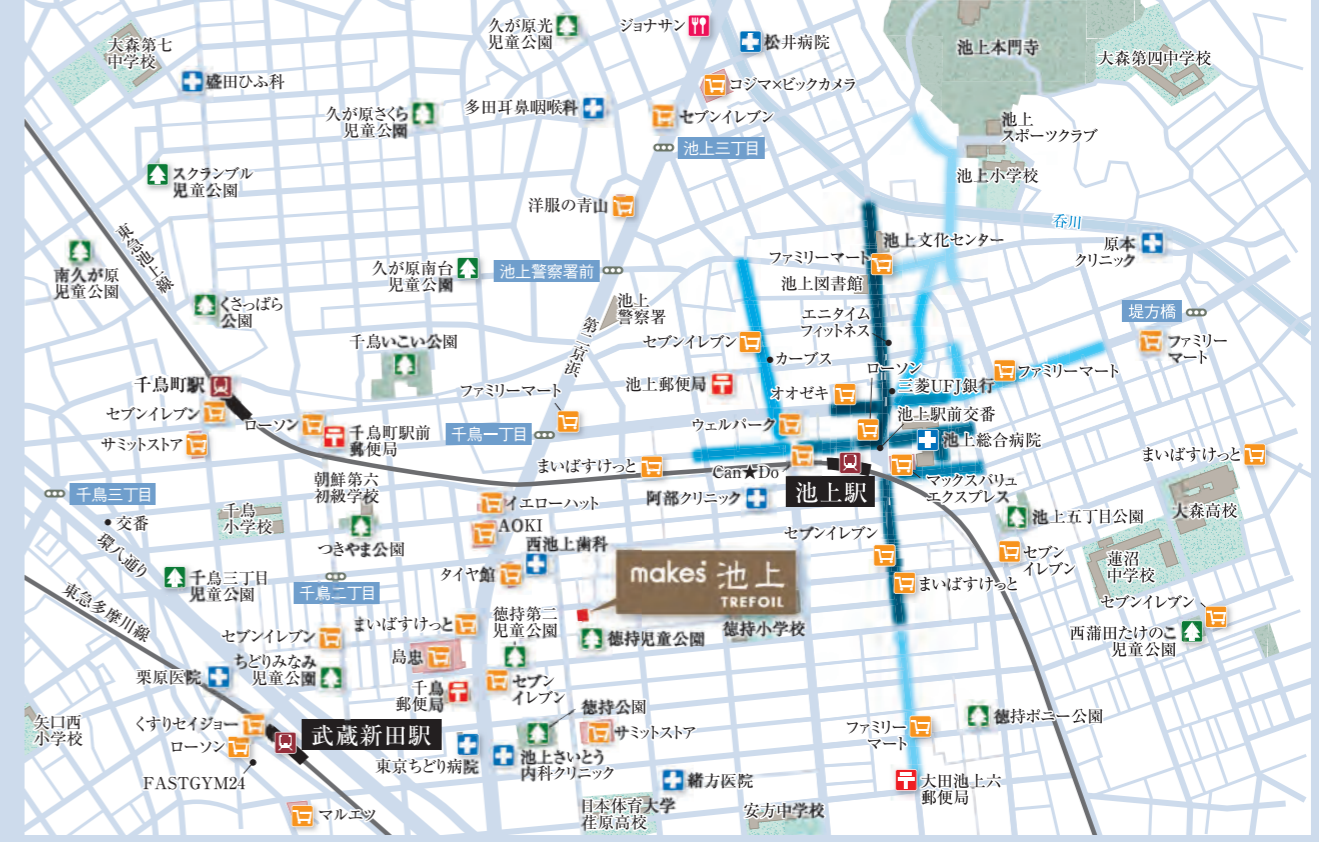 久が原光
児童公園
ジョナサン
松井病院
池上本門寺
大森第四中学校
大森第七
中学校
盛田ひふ科
コジマ×ビックカメラ
久が原さくら
児童公園
多田耳鼻咽喉科
セブンイレブン
池上三丁目
池上
スポーツクラブ
池上小学校
スクランブル
児童公園
洋服の青山
呑川
東急池上線
南久が原
児童公園
久が原南台
児童公園
池上警察署前
池上文化センター
ファミリーマート
池上図書館
原本
クリニック
くさっぱら
公園
池上
警察署
第二京浜
エニタイム
フィットネス
堤方橋
千鳥いこい公園
セブンイレブン
カーブス
ローソン
ファミリー
マート
千鳥町駅
ファミリーマート
池上郵便局
オオゼキ
三菱UFJ銀行
ファミリーマート
セブンイレブン
ローソン
千鳥町駅前
郵便局
千鳥一丁目
ウェルパーク
池上駅前交番
池上総合病院
サミットストア
まいばすけっと
Can★Do
池上駅
マックスバリュ
エクスプレス
まいばすけっと
千鳥三丁目
交番
環八通り
千鳥
小学校
朝鮮第六
初級学校
つきやま公園
イエローハット
AOKI
阿部クリニック
池上五丁目公園
大森高校
西池上歯科
セブンイレブン
セブン
イレブン
蓮沼
中学校
東急多摩川線
千鳥三丁目
児童公園
千鳥二丁目
タイヤ館
makes 池上
TREFOIL
まいばすけっと
セブンイレブン
西蒲田たけのこ
児童公園
セブンイレブン
まいばすけっと
徳持第二
児童公園
徳持児童公園
徳持小学校
栗原医院
ちどりみなみ
児童公園
島忠
千鳥
郵便局
セブン
イレブン
矢口西
小学校
くすりセイジョー
ローソン
武蔵新田駅
FASTGYM24
徳持公園
サミットストア
ファミリー
マート
徳持ポニー公園
東京ちどり病院
池上さいとう
内科クリニック
緒方医院
大田池上六
郵便局
マルエツ
日本体育大学
荏原高校
安方中学校